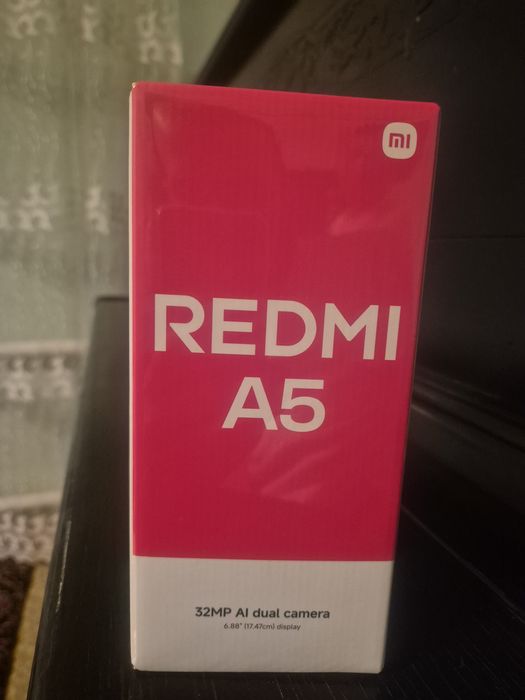 mi
REDMI
A5
32MP AI dual camera
6.88" (17.47cm) display